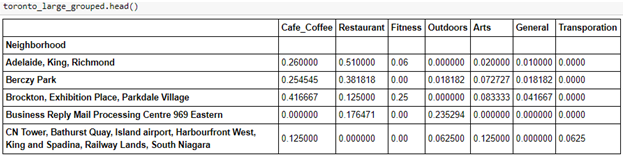 toronto_large_grouped.head()
Cafe_Coffee Restaurant Fitness Outdoors Arts General Transporation
Neighborhood
Adelaide, King, Richmond 0.260000 0.510000 0.06 0.000000 0.020000 0.010000 0.0000
Berczy Park 0.254545 0.381818 0.00 0.018182 0.072727 0.018182 0.0000
Brockton, Exhibition Place, Parkdale Village 0.416667 0.125000 0.25 0.000000 0.083333 0.041667 0.0000
Business Reply Mail Processing Centre 969 Eastern 0.000000 0.176471 0.00 0.235294 0.000000 0.000000 0.0000
CN Tower, Bathurst Quay, Island airport, Harbourfront West,
King and Spadina, Railway Lands, South Niagara 0.125000 0.000000 0.00 0.062500 0.125000 0.000000 0.0625